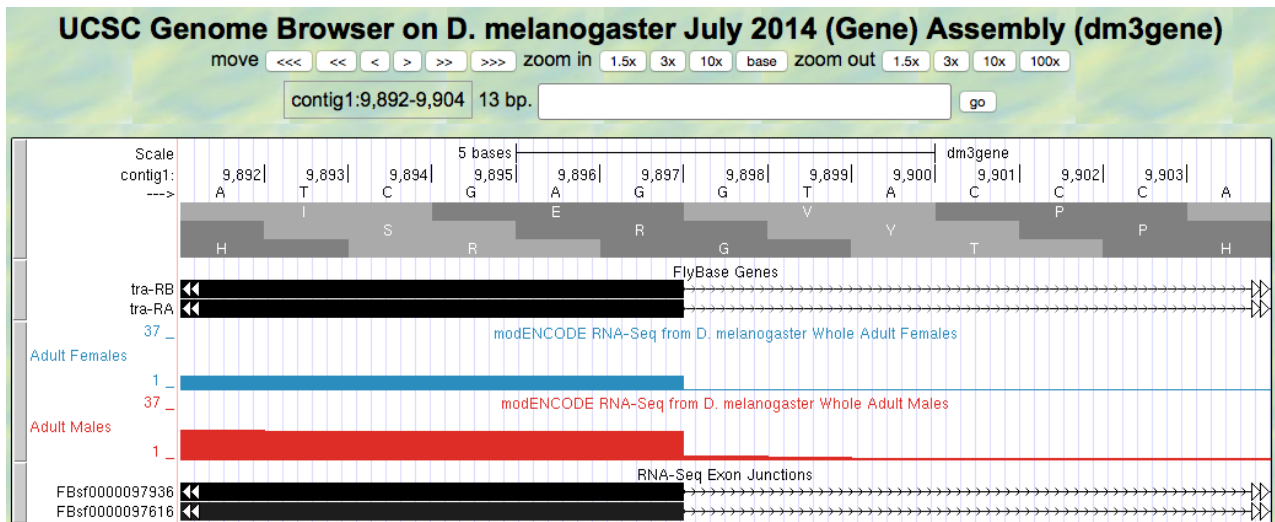 UCSC Genome Browser on D. melanogaster July 2014 (Gene) Assembly (dm3gene)
move <<< << < > >> >>> zoom in 1.5x 3x 10x base zoom out 1.5x 3x 10x 100x
contig1:9,892-9,904 13 bp. go
Scale 5 bases dm3gene
contig1: 9,892| 9,893| 9,894| 9,895| 9,896| 9,897| 9,898| 9,899| 9,900| 9,901| 9,902| 9,903|
---> A T C G A G G T A C C C A
I E V P
S R Y P
H R G T H
FlyBase Genes
tra-RB
tra-RA
modENCODE RNA-Seq from D. melanogaster Whole Adult Females
37 _
Adult Females
1 _
modENCODE RNA-Seq from D. melanogaster Whole Adult Males
37 _
Adult Males
1 _
RNA-Seq Exon Junctions
FBsf0000097936
FBsf0000097616